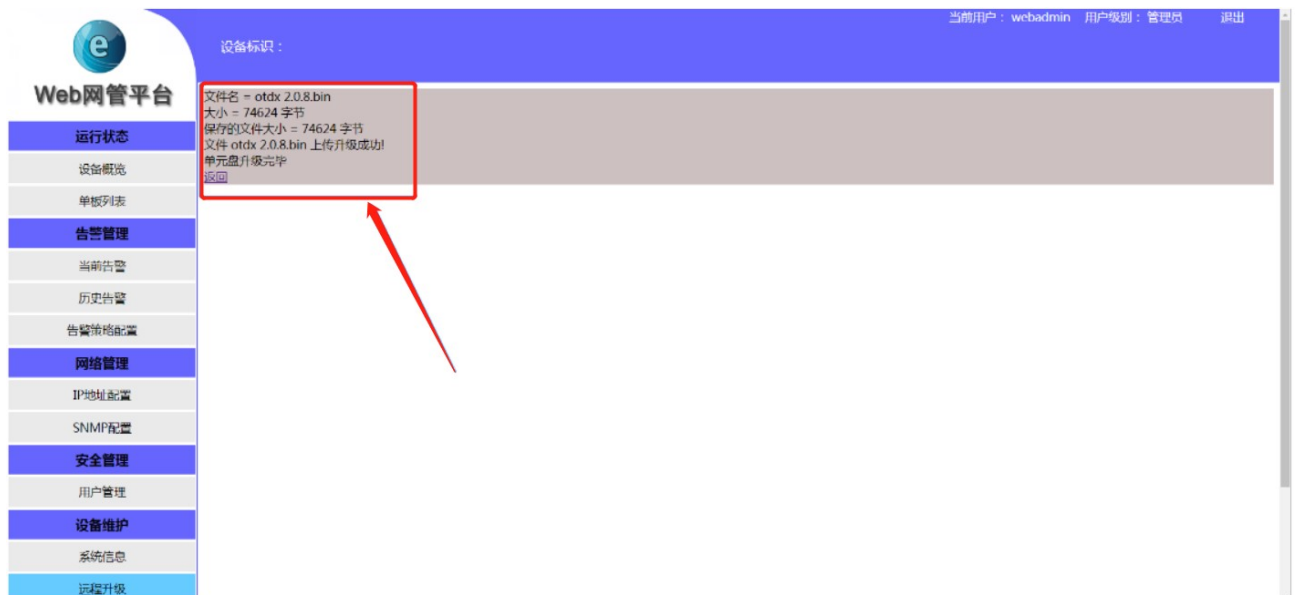 当前用户： webadmin 用户级别：管理员 退出
设备标识：
e
Web网管平台
文件名 = otdx 2.0.8.bin
大小 = 74624 字节
保存的文件大小 = 74624 字节
文件 otdx 2.0.8.bin 上传升级成功!
单元盘升级完毕
返回
运行状态
设备概览
单板列表
告警管理
当前告警
历史告警
告警策略配置
网络管理
IP地址配置
SNMP配置
安全管理
用户管理
设备维护
系统信息
远程升级